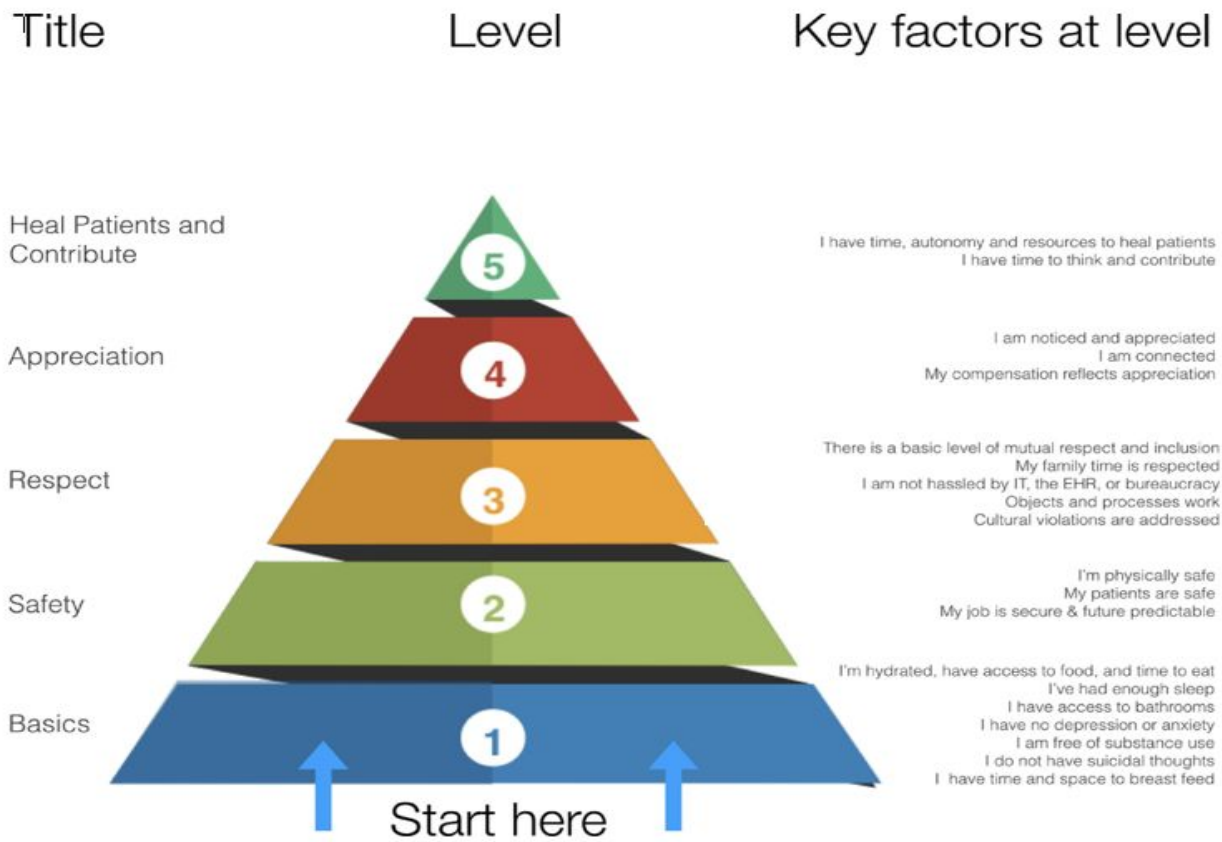 Title Level Key factors at level
Heal Patients and
Contribute
5
I have time, autonomy and resources to heal patients
I have time to think and contribute
Appreciation
4
I am noticed and appreciated
I am connected
My compensation reflects appreciation
Respect
3
There is a basic level of mutual respect and inclusion
My family time is respected
I am not hassled by IT, the EHR, or bureaucracy
Objects and processes work
Cultural violations are addressed
Safety
2
I'm physically safe
My patients are safe
My job is secure & future predictable
Basics
1
I'm hydrated, have access to food, and time to eat
I've had enough sleep
I have access to bathrooms
I have no depression or anxiety
I am free of substance use
I do not have suicidal thoughts
I have time and space to breast feed
Start here